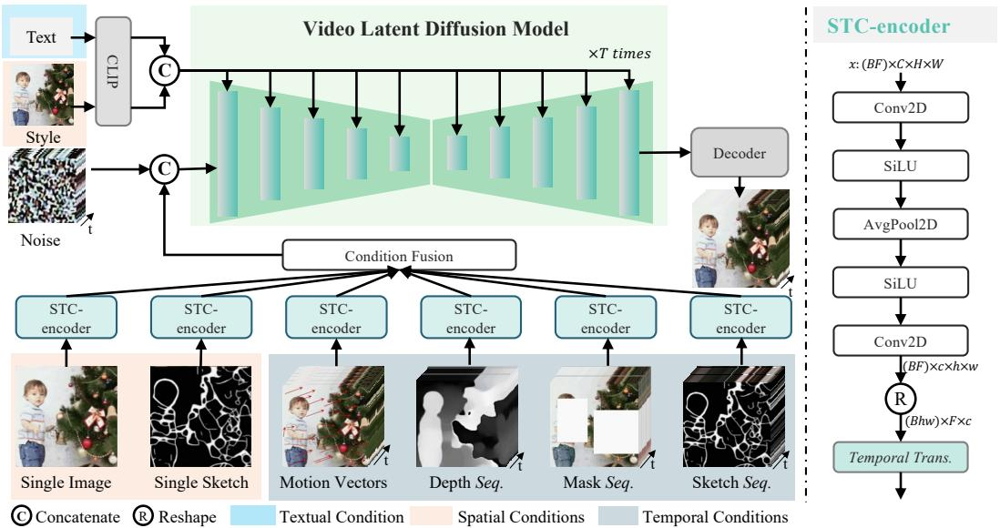 Text
Style
CLIP
C
Video Latent Diffusion Model
×T times
Noise
t
C
Decoder
t
Condition Fusion
STC-
encoder
STC-
encoder
STC-
encoder
STC-
encoder
STC-
encoder
STC-
encoder
t
t
t
t
Single Image
Single Sketch
Motion Vectors
Depth Seq.
Mask Seq.
Sketch Seq.
C Concatenate
R Reshape
Textual Condition
Spatial Conditions
Temporal Conditions
STC-encoder
x: (BF)×C×H×W
Conv2D
SiLU
AvgPool2D
SiLU
Conv2D
(BF)×c×h×w
R
(Bhw)×F×c
Temporal Trans.